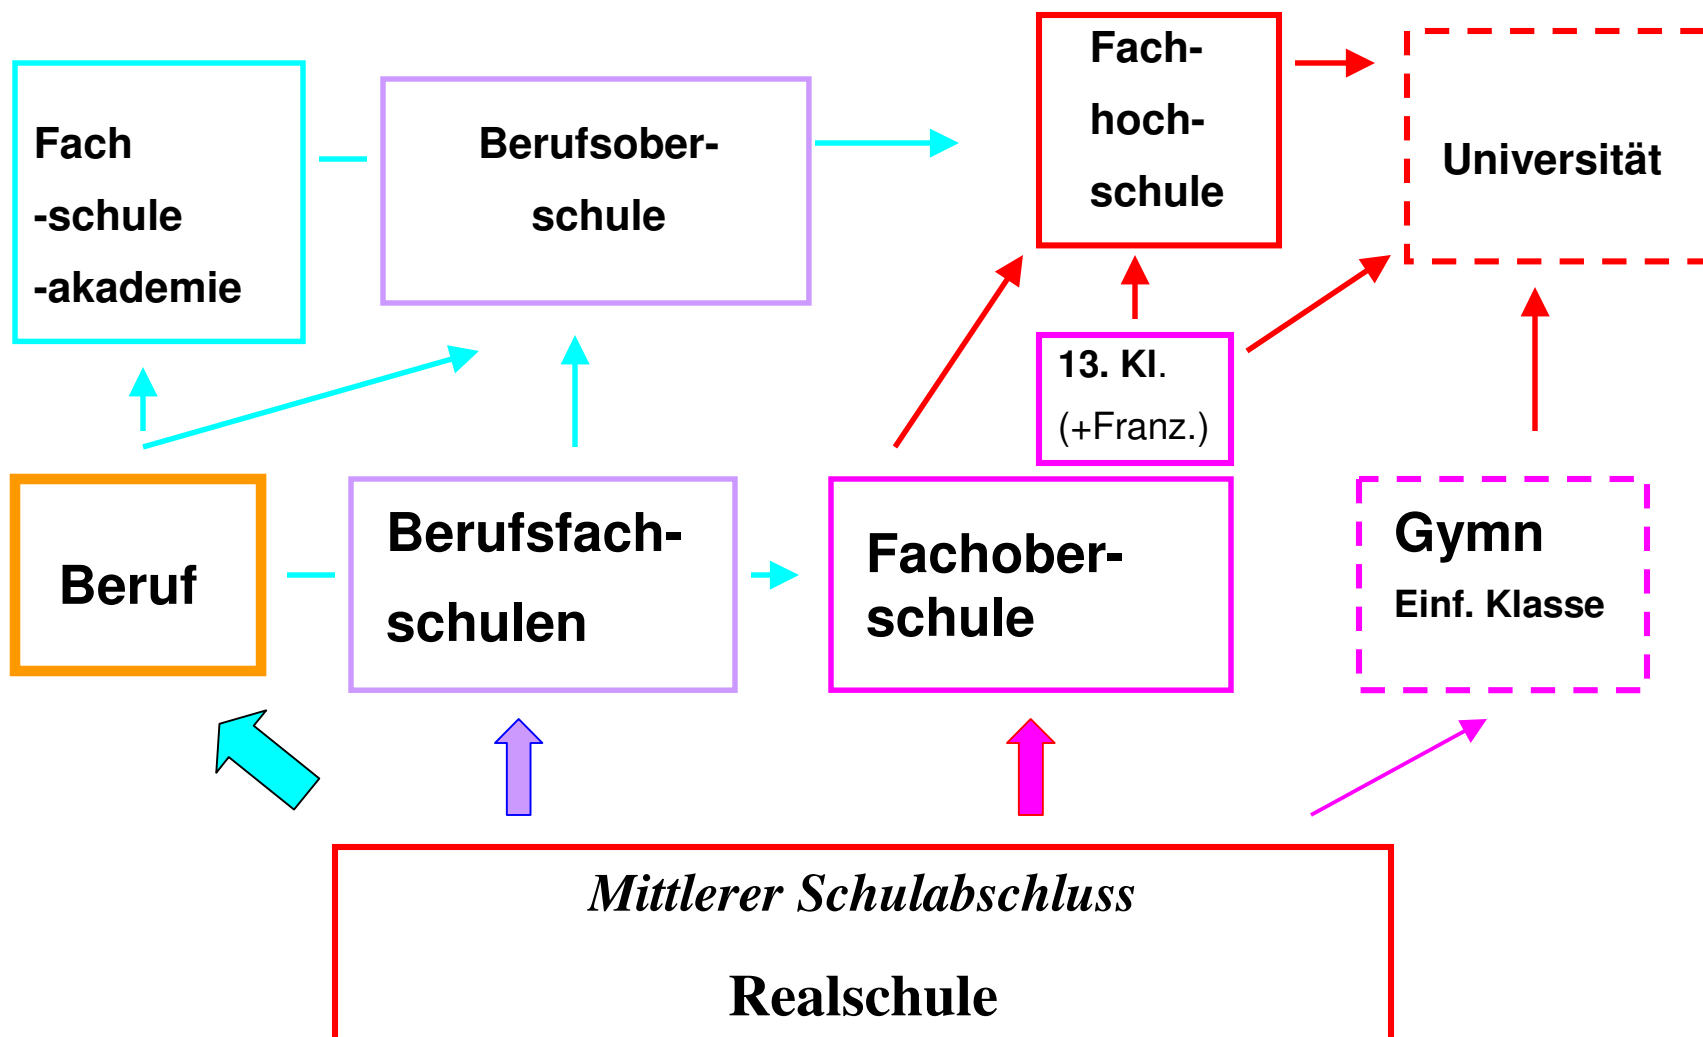 Fach
-schule
-akademie
Berufsober-
schule
Fach-
hoch-
schule
Universität
13. Kl.
(+Franz.)
Beruf
Berufsfach-
schulen
Fachober-
schule
Gymn
Einf. Klasse
Mittlerer Schulabschluss
Realschule